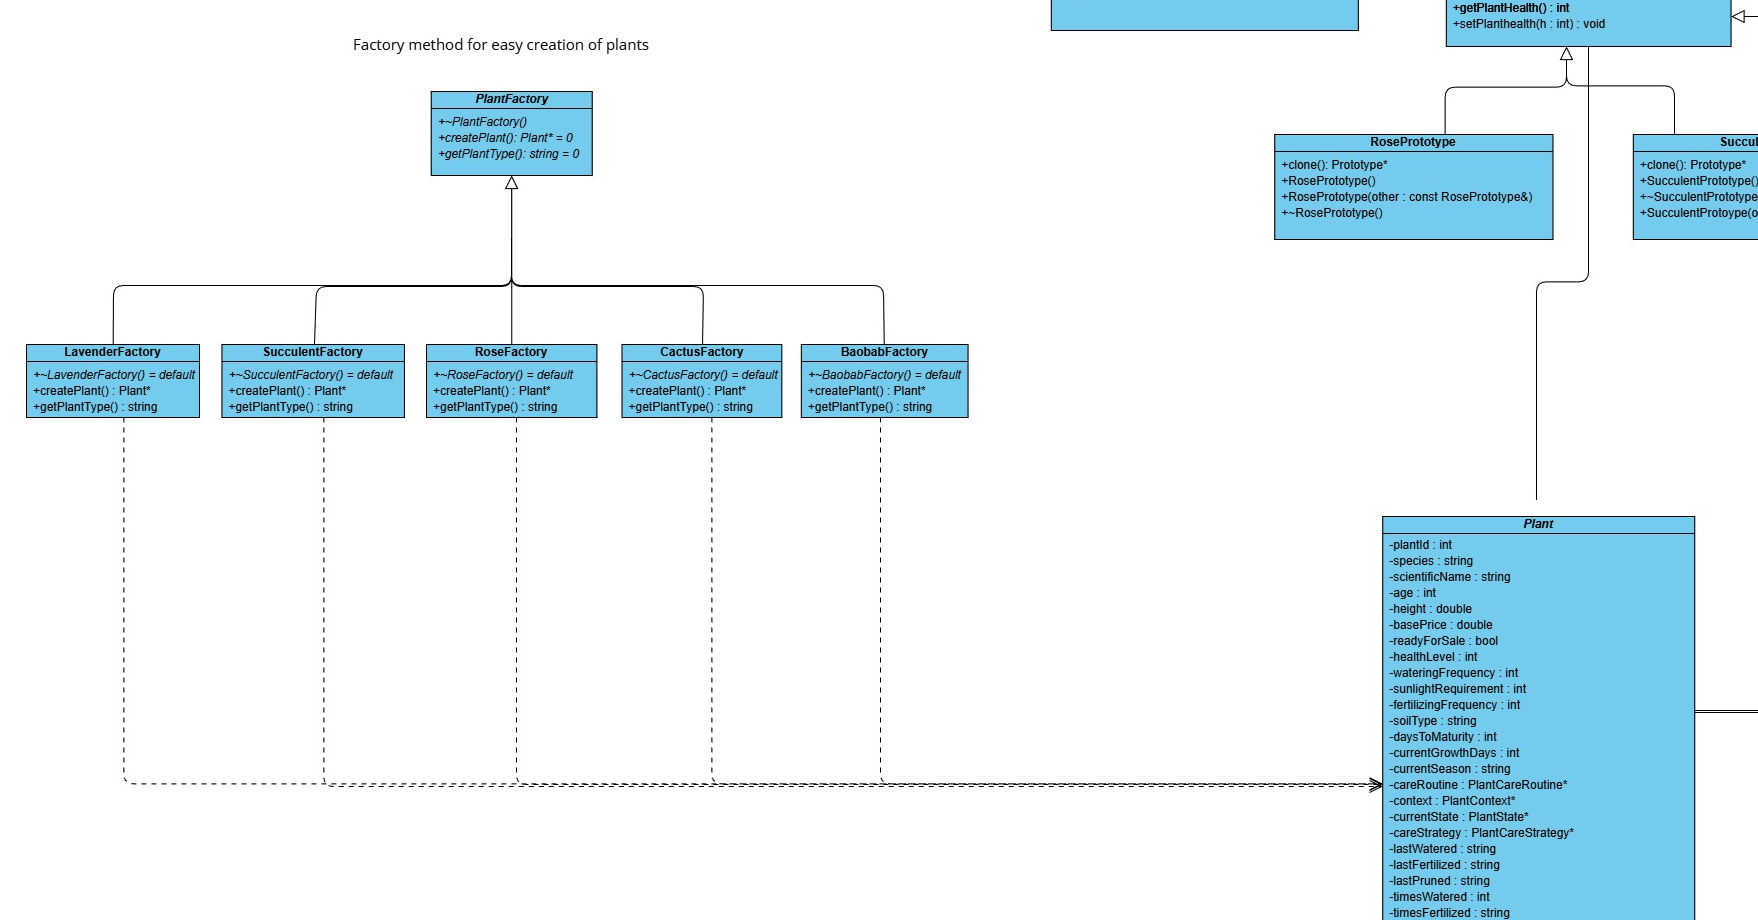 +getPlantHealth() : int
+setPlanthealth(h : int) : void
Factory method for easy creation of plants
PlantFactory
+~PlantFactory()
+createPlant(): Plant* = 0
+getPlantType(): string = 0
RosePrototype
+clone(): Prototype*
+RosePrototype()
+RosePrototype(other : const RosePrototype&)
+~RosePrototype()
Succul
+clone(): Prototype*
+SucculentPrototype()
+~SucculentPrototype
+SucculentProtoype(o
LavenderFactory
+~LavenderFactory() = default
+createPlant() : Plant*
+getPlantType() : string
SucculentFactory
+~SucculentFactory() = default
+createPlant() : Plant*
+getPlantType() : string
RoseFactory
+~RoseFactory() = default
+createPlant() : Plant*
+getPlantType() : string
CactusFactory
+~CactusFactory() = default
+createPlant() : Plant*
+getPlantType() : string
BaobabFactory
+~BaobabFactory() = default
+createPlant() : Plant*
+getPlantType() : string
Plant
-plantId : int
-species : string
-scientificName : string
-age : int
-height : double
-basePrice : double
-readyForSale : bool
-healthLevel : int
-wateringFrequency : int
-sunlightRequirement : int
-fertilizingFrequency : int
-soilType : string
-daysToMaturity : int
-currentGrowthDays : int
-currentSeason : string
-careRoutine : PlantCareRoutine*
-context : PlantContext*
-currentState : PlantState*
-careStrategy : PlantCareStrategy*
-lastWatered : string
-lastFertilized : string
-lastPruned : string
-timesWatered : int
-timesFertilized : string